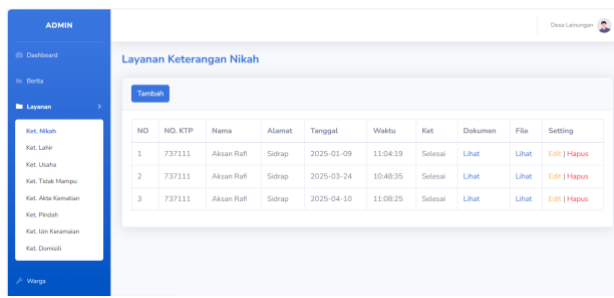 ADMIN
Desa Lainungan
Dashboard
Berita
Layanan
Ket. Nikah
Ket. Lahir
Ket. Usaha
Ket. Tidak Mampu
Ket. Akte Kematian
Ket. Pindah
Ket. Izin Keramaian
Ket. Domisili
Warga
Layanan Keterangan Nikah
Tambah
NO NO. KTP Nama Alamat Tanggal Waktu Ket Dokumen File Setting
1 737111 Aksan Rafi Sidrap 2025-01-09 11:04:19 Selesai Lihat Lihat Edit | Hapus
2 737111 Aksan Rafi Sidrap 2025-03-24 10:48:35 Selesai Lihat Lihat Edit | Hapus
3 737111 Aksan Rafi Sidrap 2025-04-10 11:08:25 Selesai Lihat Lihat Edit | Hapus